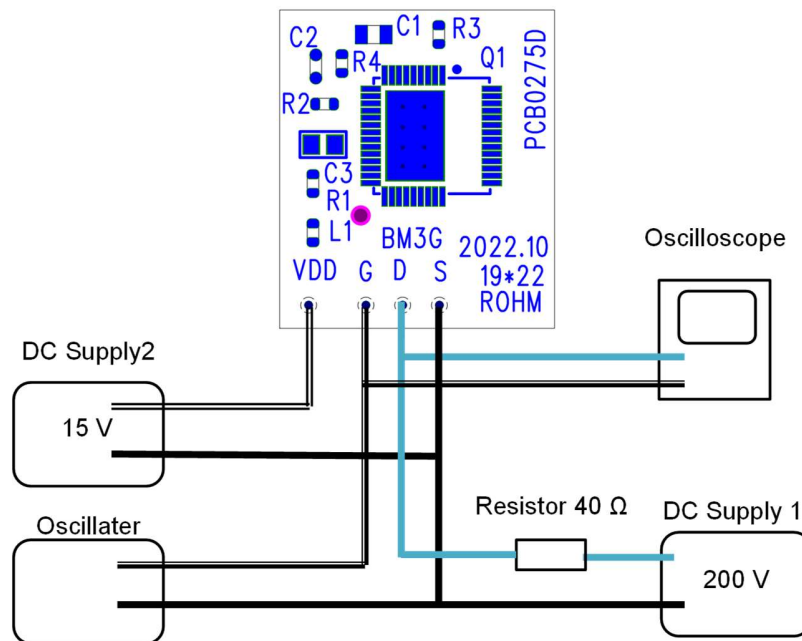 C1
R3
C2
R4
Q1
R2
PCB0275D
C3
R1
L1
BM3G
2022.10
VDD G D S
19*22
ROHM
Oscilloscope
DC Supply2
15 V
Resistor 40 Ω
DC Supply 1
Oscillater
200 V